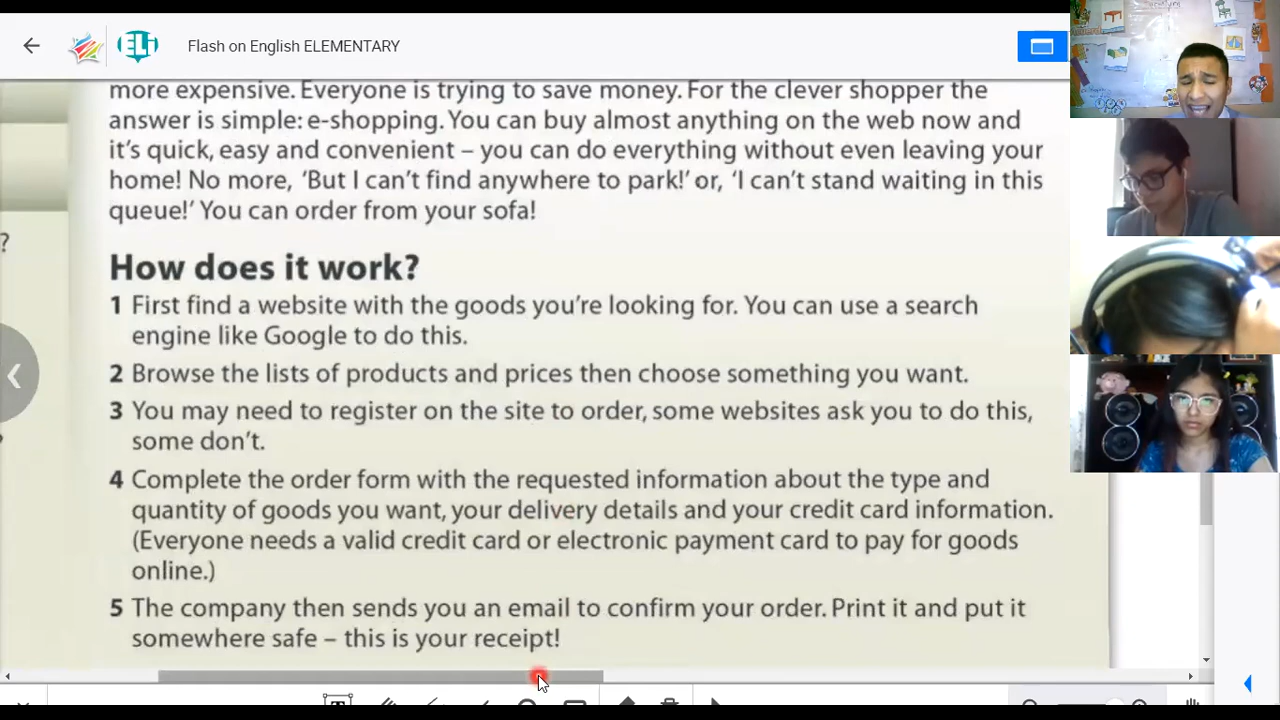 ELi
Flash on English ELEMENTARY
more expensive. Everyone is trying to save money. For the clever shopper the
answer is simple: e-shopping. You can buy almost anything on the web now and
it's quick, easy and convenient – you can do everything without even leaving your
home! No more, 'But I can't find anywhere to park!' or, 'I can't stand waiting in this
queue!' You can order from your sofa!
?
How does it work?
1 First find a website with the goods you're looking for. You can use a search
engine like Google to do this.
2 Browse the lists of products and prices then choose something you want.
3 You may need to register on the site to order, some websites ask you to do this,
some don't.
4 Complete the order form with the requested information about the type and
quantity of goods you want, your delivery details and your credit card information.
(Everyone needs a valid credit card or electronic payment card to pay for goods
online.)
5 The company then sends you an email to confirm your order. Print it and put it
somewhere safe – this is your receipt!